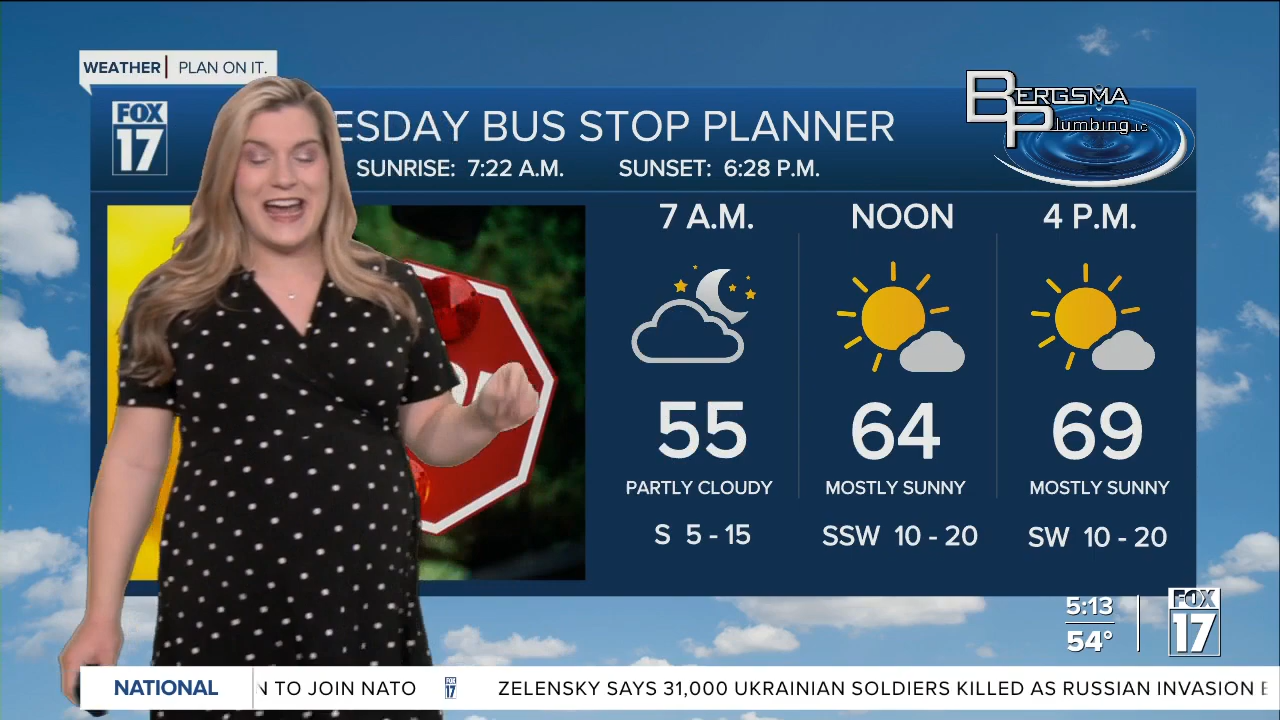 WEATHER PLAN ON IT.
FOX
17
ESDAY BUS STOP PLANNER
SUNRISE: 7:22 A.M. SUNSET: 6:28 P.M.
BERGSMA
Plumbing LLC
7 A.M. NOON 4 P.M.
55 64 69
PARTLY CLOUDY MOSTLY SUNNY MOSTLY SUNNY
S 5 - 15 SSW 10 - 20 SW 10 - 20
5:13
54°
FOX
17
NATIONAL N TO JOIN NATO FOX 17 ZELENSKY SAYS 31,000 UKRAINIAN SOLDIERS KILLED AS RUSSIAN INVASION